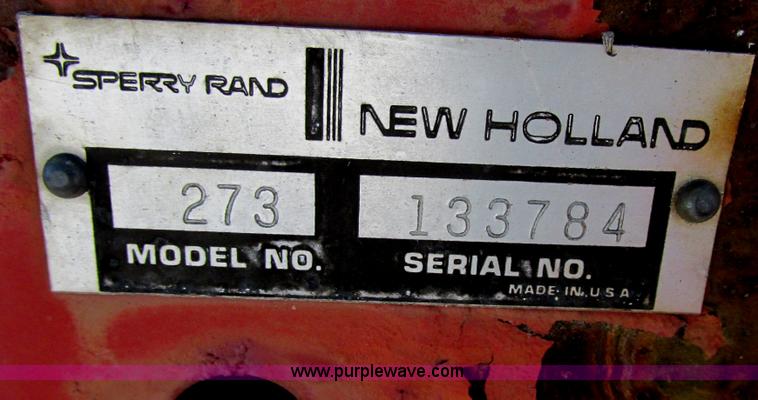 SPERRY RAND
NEW HOLLAND
273
133784
MODEL NO.
SERIAL NO.
MADE IN U S A
www.purplewave.com